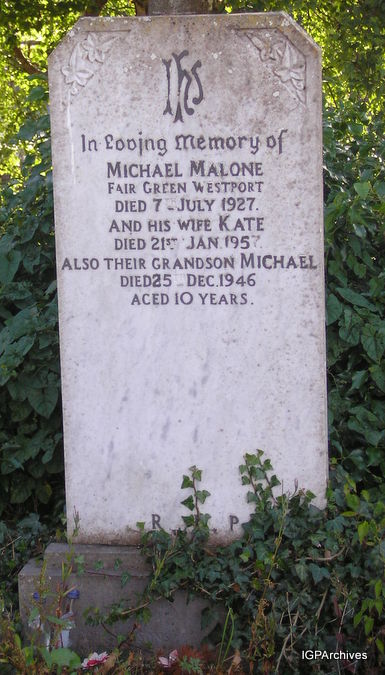 IHS
In Loving Memory of
MICHAEL MALONE
FAIR GREEN WESTPORT
DIED 7 - JULY 1927.
AND HIS WIFE KATE
DIED 21ST JAN 1957
ALSO THEIR GRANDSON MICHAEL
DIED 25 DEC. 1946
AGED 10 YEARS.
R P
IGPArchives